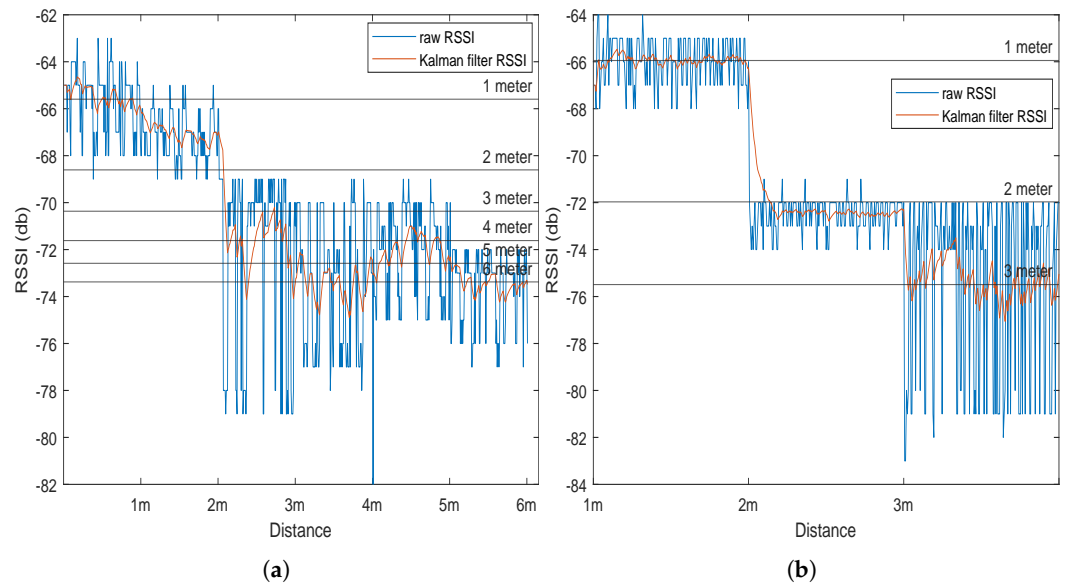 -62
-64
-66
-68
-70
-72
-74
-76
-78
-80
-82
RSSI (db)
raw RSSI
Kalman filter RSSI
1 meter
2 meter
3 meter
4 meter
5 meter
6 meter
1m 2m 3m 4m 5m 6m
Distance
(a)
-64
-66
-68
-70
-72
-74
-76
-78
-80
-82
-84
RSSI (db)
1 meter
raw RSSI
Kalman filter RSSI
2 meter
3 meter
1m 2m 3m
Distance
(b)